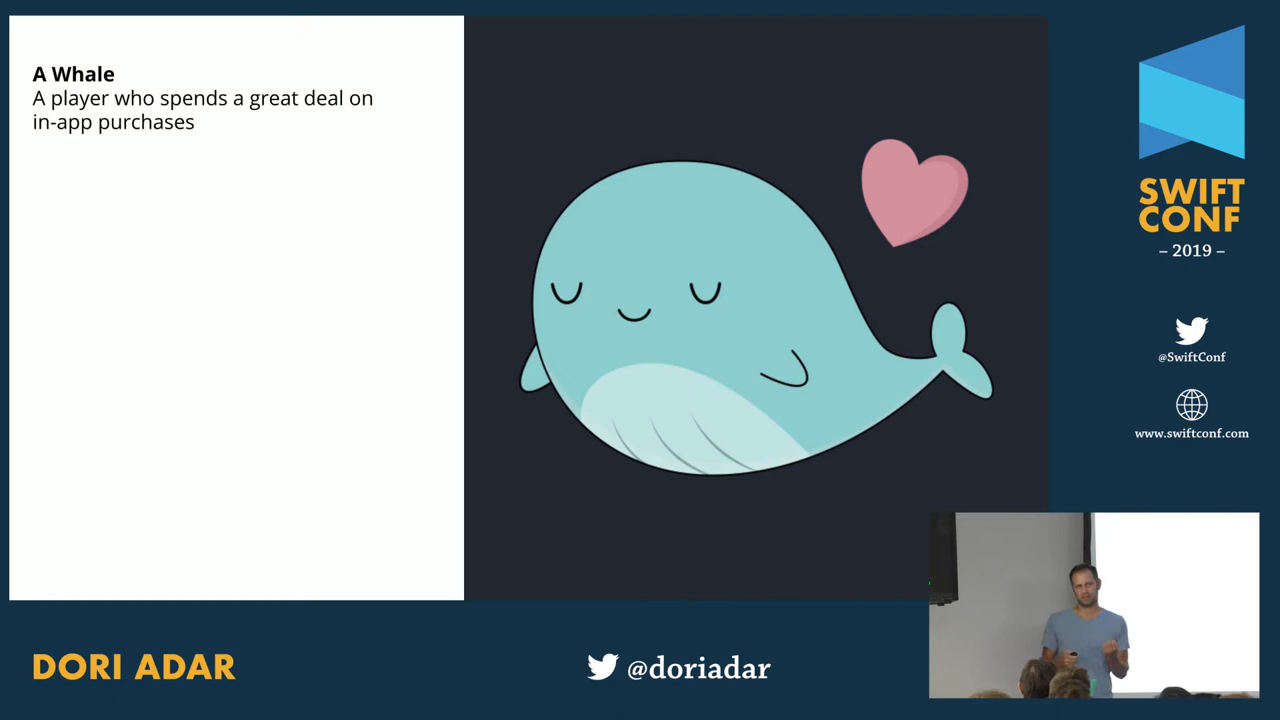 A Whale
A player who spends a great deal on
in-app purchases
SWIFT
CONF
– 2019 –
@SwiftConf
www.swiftconf.com
DORI ADAR
@doriadar